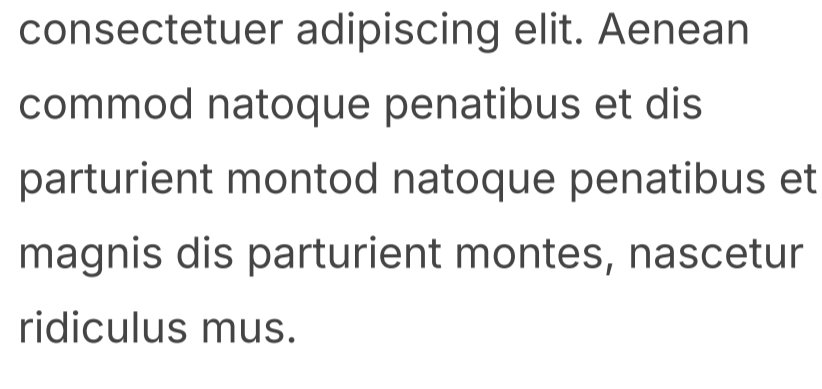 consectetuer adipiscing elit. Aenean
commod natoque penatibus et dis
parturient montod natoque penatibus et
magnis dis parturient montes, nascetur
ridiculus mus.